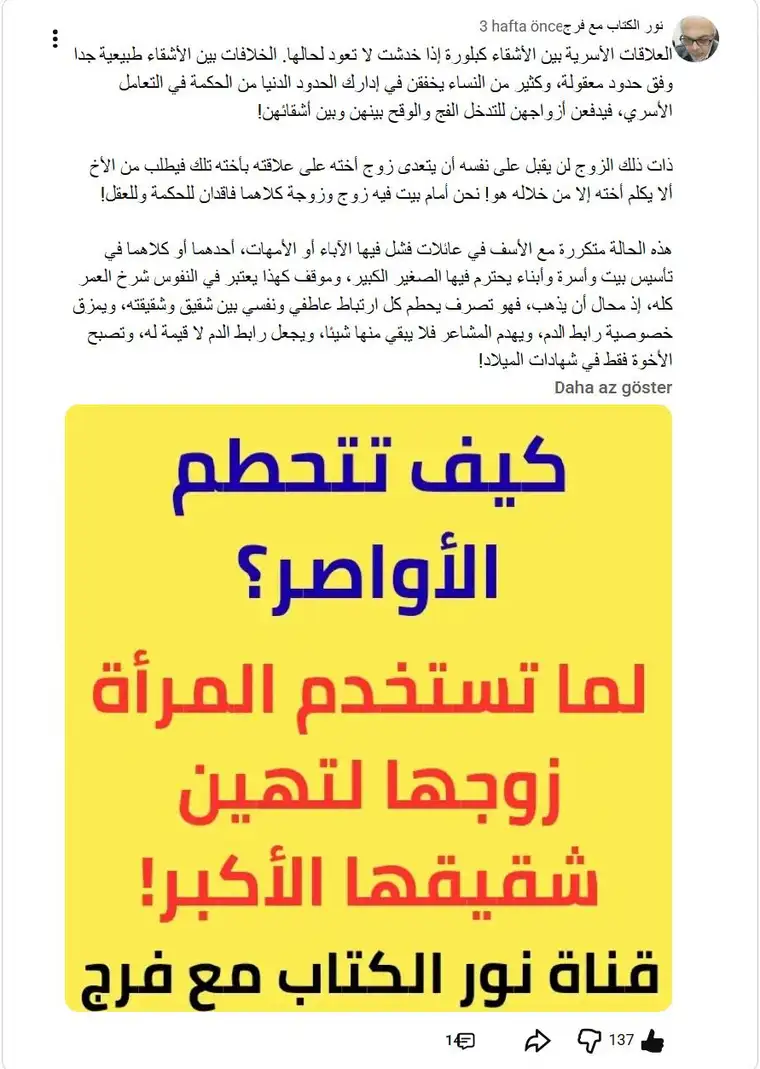 نور الكتاب مع فرج 3 hafta önce
العلاقات الأسرية بين الأشقاء كبلورة إذا خدشت لا تعود لحالها. الخلافات بين الأشقاء طبيعية جدا
وفق حدود معقولة، وكثير من النساء يخفقن في إدارك الحدود الدنيا من الحكمة في التعامل
الأسري، فيدفعن أزواجهن للتدخل الفج والوقح بينهن وبين أشقائهن!
ذات ذلك الزوج لن يقبل على نفسه أن يتعدى زوج أخته على علاقته بأخته تلك فيطلب من الأخ
ألا يكلم أخته إلا من خلاله هو! نحن أمام بيت فيه زوج وزوجة كلاهما فاقدان للحكمة وللعقل!
هذه الحالة متكررة مع الأسف في عائلات فشل فيها الآباء أو الأمهات، أحدهما أو كلاهما في
تأسيس بيت وأسرة وأبناء يحترم فيها الصغير الكبير، وموقف كهذا يعتبر في النفوس شرخ العمر
كله، إذ محال أن يذهب، فهو تصرف يحطم كل ارتباط عاطفي ونفسي بين شقيق وشقيقته، ويمزق
خصوصية رابط الدم، ويهدم المشاعر فلا يبقي منها شيئا، ويجعل رابط الدم لا قيمة له، وتصبح
الأخوة فقط في شهادات الميلاد!
Daha az göster
كيف تتحطم
الأواصر؟
لما تستخدم المرأة
زوجها لتهين
شقيقها الأكبر!
قناة نور الكتاب مع فرج
137 14